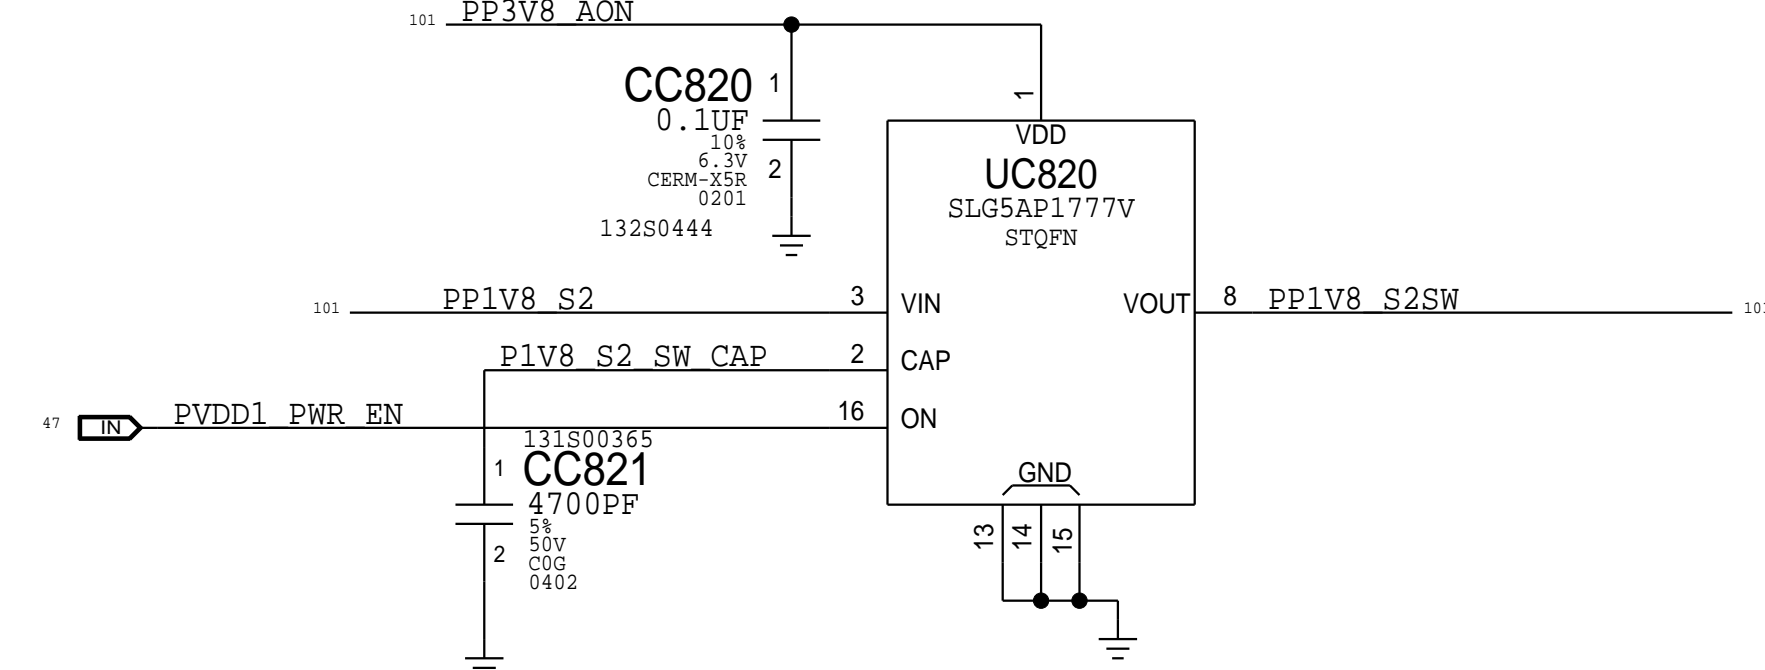 101 PP3V8_AON
CC820 1
0.1UF
10%
6.3V
CERM-X5R
0201
2
132S0444
1
VDD
UC820
SLG5AP1777V
STQFN
101 PP1V8_S2 3 VIN
VOUT 8 PP1V8_S2SW 101
P1V8_S2_SW_CAP 2 CAP
47 IN PVDD1_PWR_EN 16 ON
131S00365
1 CC821
4700PF
5%
50V
C0G
0402
2
GND
13 14 15